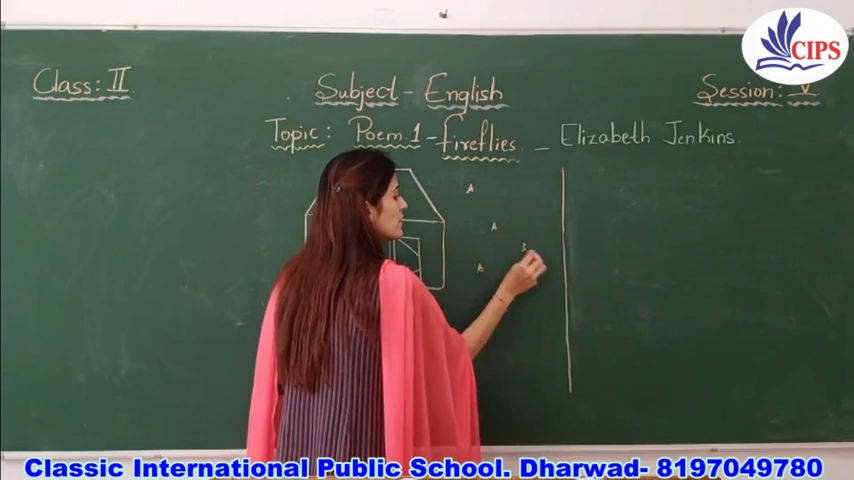 CIPS
Class: II
Subject - English
Session: V
Topic: Poem.1 - Fireflies - Elizabeth Jenkins.
Classic International Public School. Dharwad- 8197049780